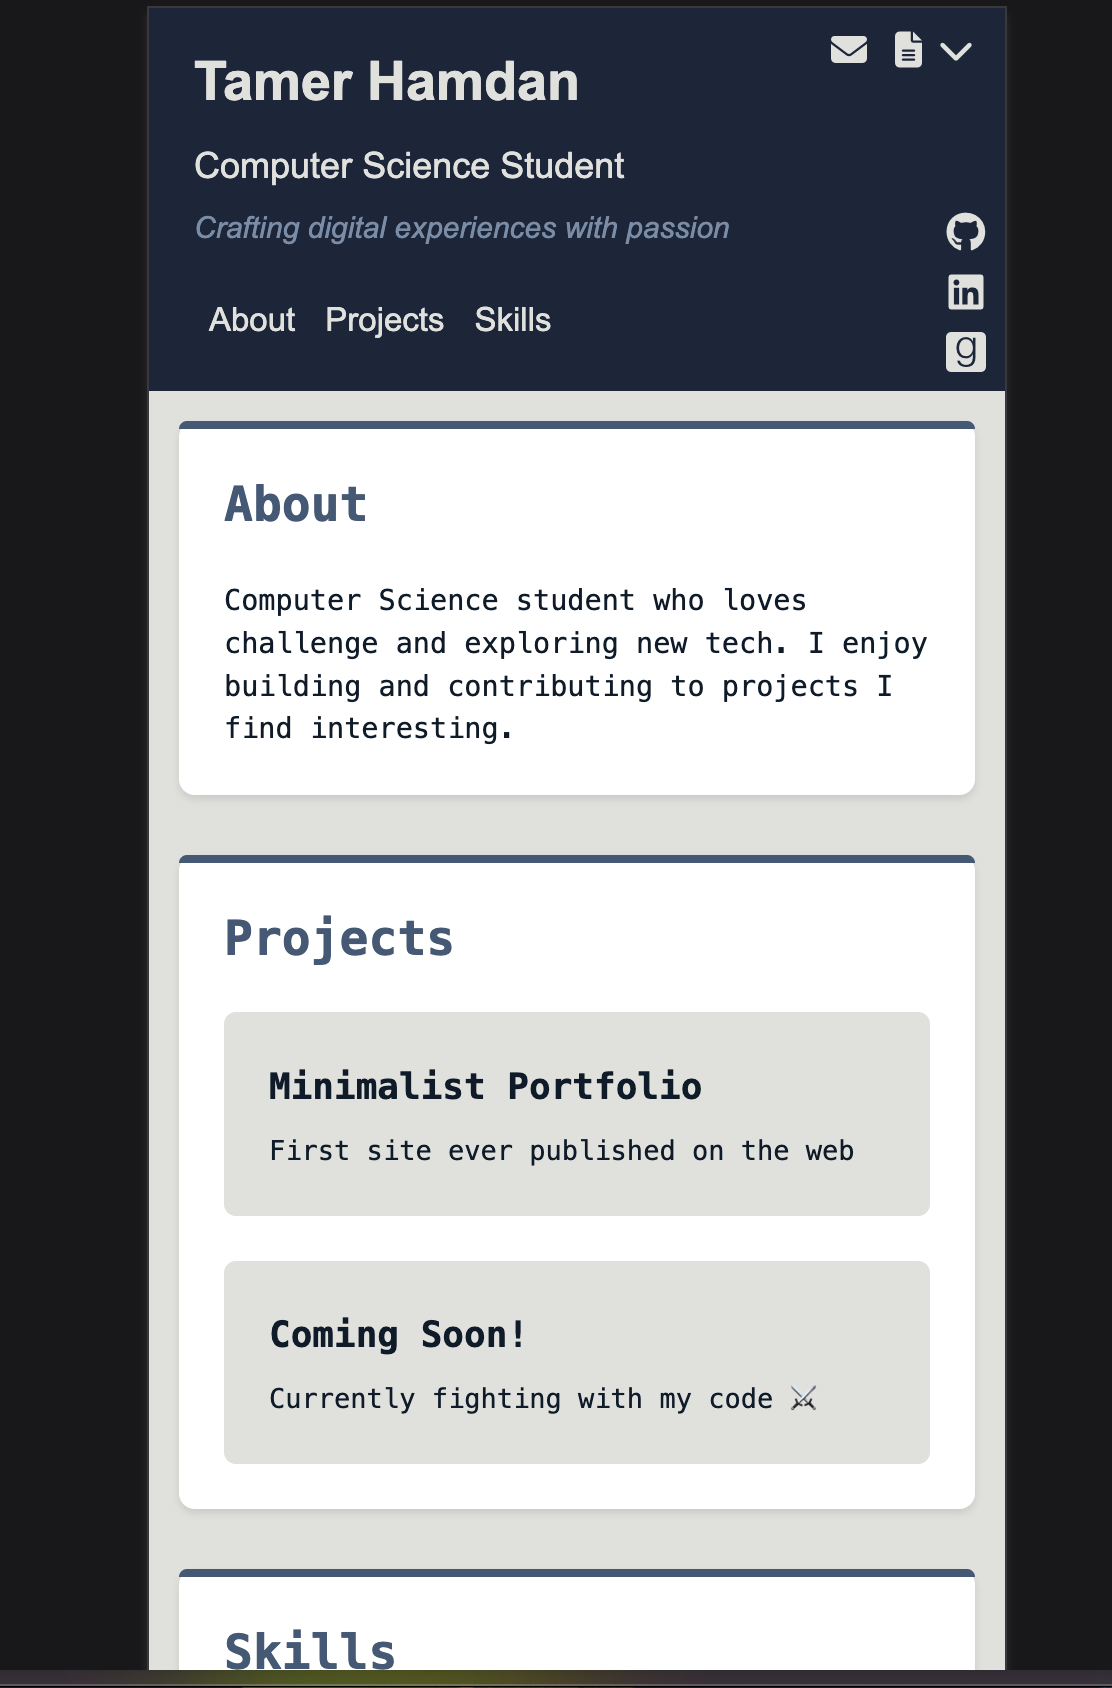 Tamer Hamdan
Computer Science Student
Crafting digital experiences with passion
About Projects Skills
in
g
About
Computer Science student who loves
challenge and exploring new tech. I enjoy
building and contributing to projects I
find interesting.
Projects
Minimalist Portfolio
First site ever published on the web
Coming Soon!
Currently fighting with my code ⚔
Skills